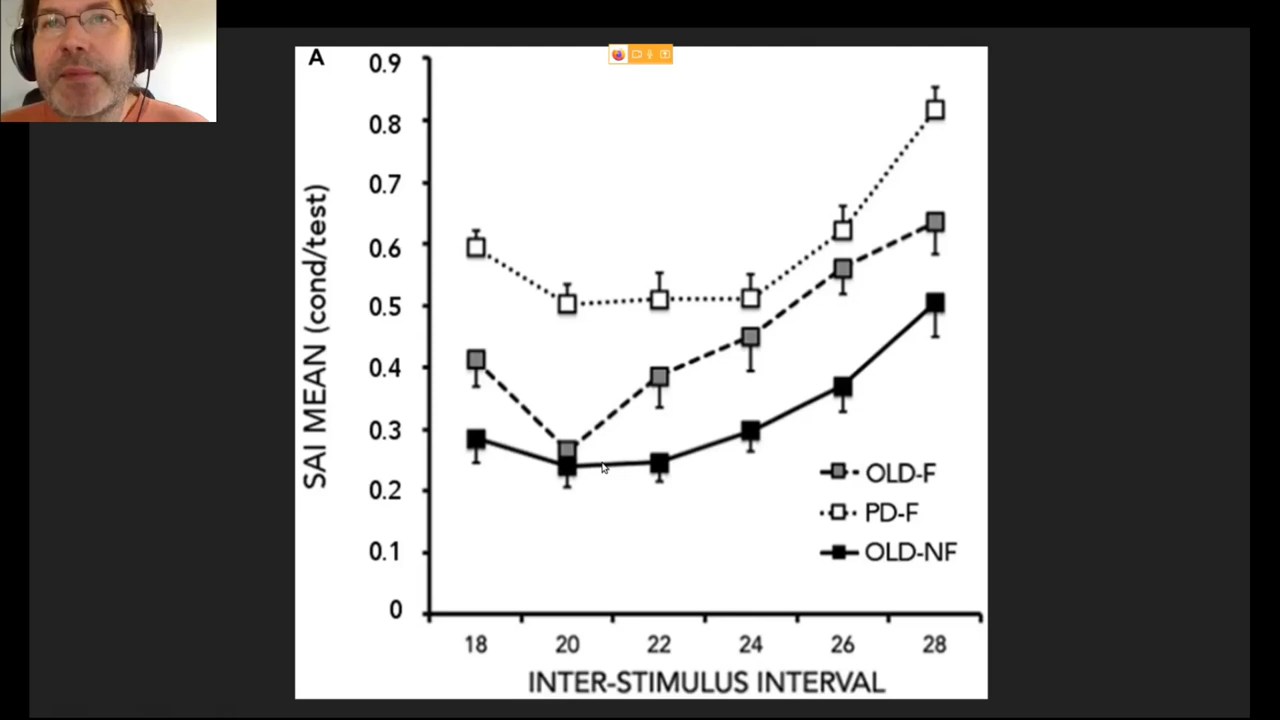 A
0.9
0.8
0.7
0.6
0.5
0.4
0.3
0.2
0.1
0
SAI MEAN (cond/test)
OLD-F
PD-F
OLD-NF
18 20 22 24 26 28
INTER-STIMULUS INTERVAL